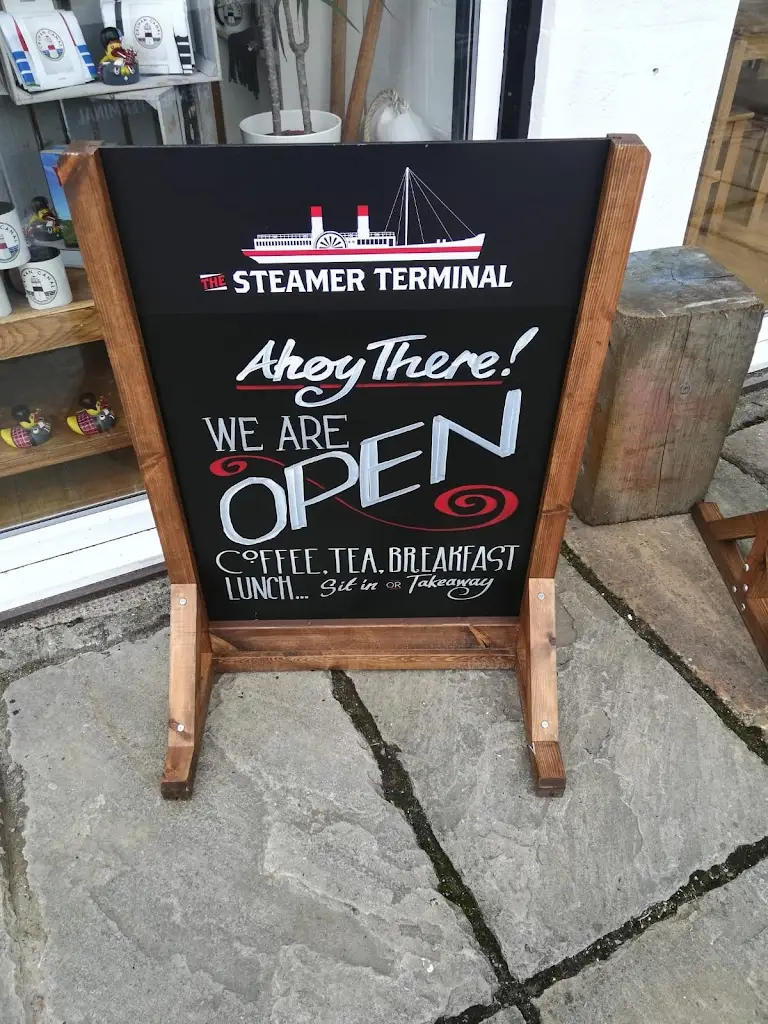 THE STEAMER TERMINAL
Ahoy There!
WE ARE
OPEN
COFFEE, TEA, BREAKFAST
LUNCH... Sit in OR Takeaway